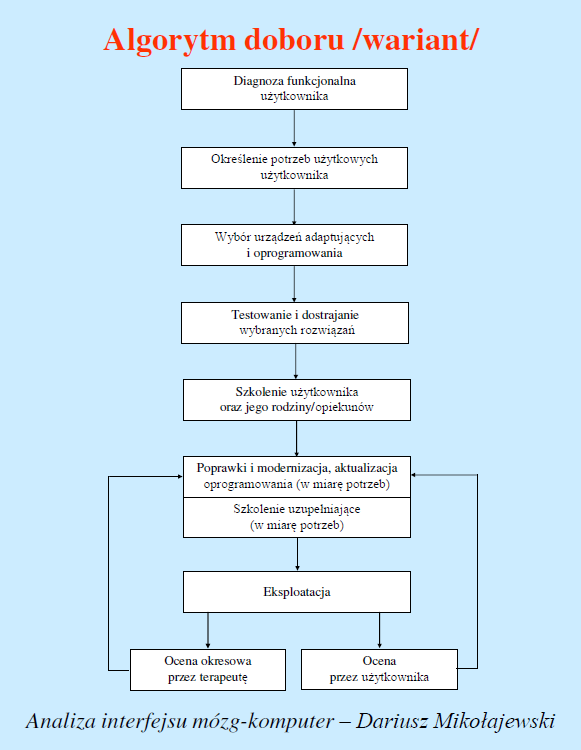 Algorytm doboru /wariant/
Diagnoza funkcjonalna
użytkownika
Określenie potrzeb użytkowych
użytkownika
Wybór urządzeń adaptujących
i oprogramowania
Testowanie i dostrajanie
wybranych rozwiązań
Szkolenie użytkownika
oraz jego rodziny/opiekunów
Poprawki i modernizacja, aktualizacja
oprogramowania (w miarę potrzeb)
Szkolenie uzupełniające
(w miarę potrzeb)
Eksploatacja
Ocena okresowa
przez terapeutę
Ocena
przez użytkownika
Analiza interfejsu mózg-komputer – Dariusz Mikołajewski